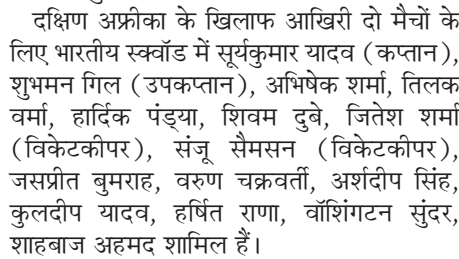 दक्षिण अफ्रीका के खिलाफ आखिरी दो मैचों के
लिए भारतीय स्क्वॉड में सूर्यकुमार यादव (कप्तान),
शुभमन गिल (उपकप्तान), अभिषेक शर्मा, तिलक
वर्मा, हार्दिक पंड्या, शिवम दुबे, जितेश शर्मा
(विकेटकीपर), संजू सैमसन (विकेटकीपर),
जसप्रीत बुमराह, वरुण चक्रवर्ती, अर्शदीप सिंह,
कुलदीप यादव, हर्षित राणा, वॉशिंगटन सुंदर,
शाहबाज अहमद शामिल हैं।